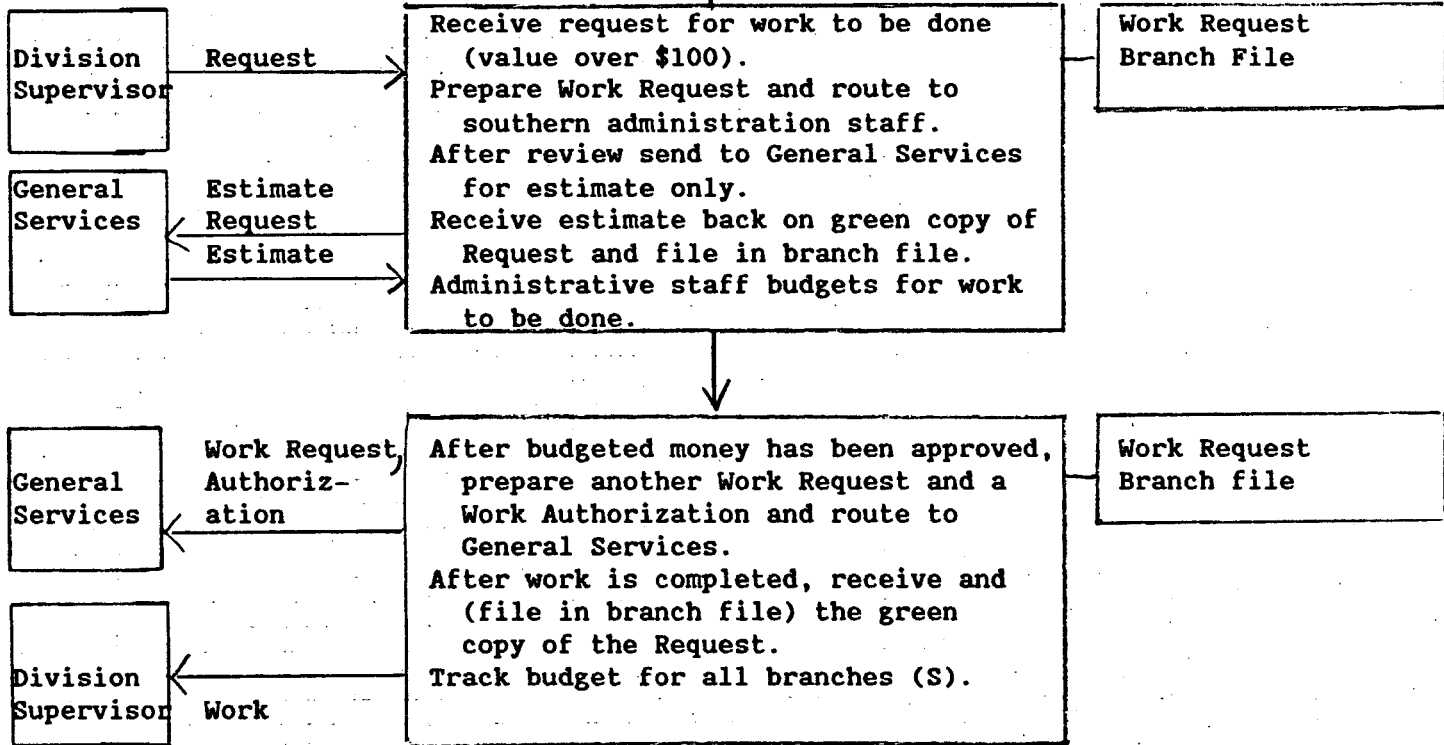 Division
Supervisor
Request
Receive request for work to be done
(value over $100).
Prepare Work Request and route to
southern administration staff.
After review send to General Services
for estimate only.
Receive estimate back on green copy of
Request and file in branch file.
Administrative staff budgets for work
to be done.
Work Request
Branch File
General
Services
Estimate
Request
Estimate
General
Services
Work Request,
Authoriz-
ation
After budgeted money has been approved,
prepare another Work Request and a
Work Authorization and route to
General Services.
After work is completed, receive and
(file in branch file) the green
copy of the Request.
Track budget for all branches (S).
Work Request
Branch file
Division
Supervisor
Work